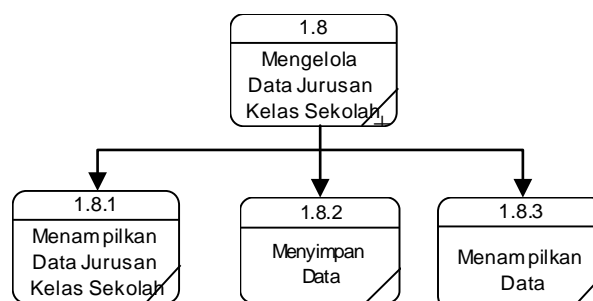 1.8
Mengelola
Data Jurusan
Kelas Sekolah
1.8.1
Menampilkan
Data Jurusan
Kelas Sekolah
1.8.2
Menyimpan
Data
1.8.3
Menampilkan
Data